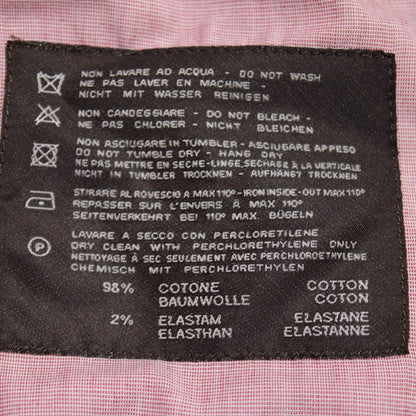 NON LAVARE AD ACQUA - DO NOT WASH
NE PAS LAVER EN MACHINE -
NICHT MIT WASSER REINIGEN
NON CANDEGGIARE - DO NOT BLEACH -
NE PAS CHLORER - NICHT BLEICHEN
NON ASCIUGARE IN TUMBLER - ASCIUGARE APPESO
DO NOT TUMBLE DRY - HANG DRY
NE PAS METTRE EN SECHE-LINGE, SECHAGE À LA VERTICALE
NICHT IN TUMBLER TROCKNEN - AUFHÄNGT TROCKNEN
STIRARE AL ROVESCIO A MAX 110° - IRON INSIDE-OUT MAX 110°
REPASSER SUR L'ENVERS À MAX 110°
SEITENVERKEHRT BEI 110° MAX. BÜGELN
P
LAVARE A SECCO CON PERCLORETILENE
DRY CLEAN WITH PERCHLORETHYLENE ONLY
NETTOYAGE À SEC SEULEMENT AVEC PERCHLOROETHYLENE
CHEMISCH MIT PERCHLORETHYLEN
98% COTONE COTTON
BAUMWOLLE COTON
2% ELASTAM ELASTANE
ELASTHAN ELASTANNE